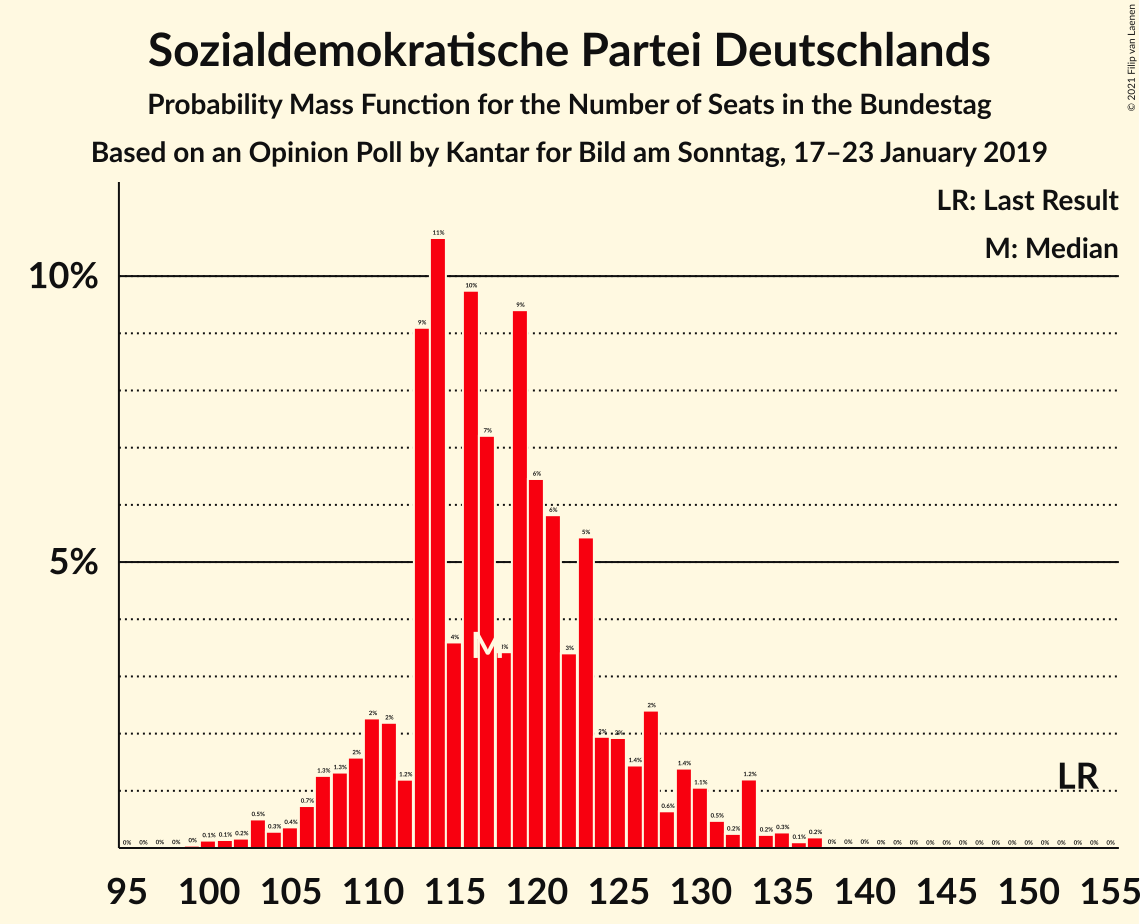 Sozialdemokratische Partei Deutschlands
Probability Mass Function for the Number of Seats in the Bundestag
Based on an Opinion Poll by Kantar for Bild am Sonntag, 17–23 January 2019
© 2021 Filip van Laenen
LR: Last Result
M: Median
10%
5%
0% 0% 0% 0% 0% 0.1% 0.1% 0.2% 0.5% 0.3% 0.4% 0.7% 1.3% 1.3% 2% 2% 2% 1.2% 9% 11% 4% 10% 7% 9% 6% 6% 3% 5% 2% 2% 1.4% 2% 0.6% 1.4% 1.1% 0.5% 0.2% 1.2% 0.2% 0.3% 0.1% 0.2% 0% 0% 0% 0% 0% 0% 0% 0% 0% 0% 0% 0% 0% 0% 0% 0% 0% 0%
M
LR
95 100 105 110 115 120 125 130 135 140 145 150 155